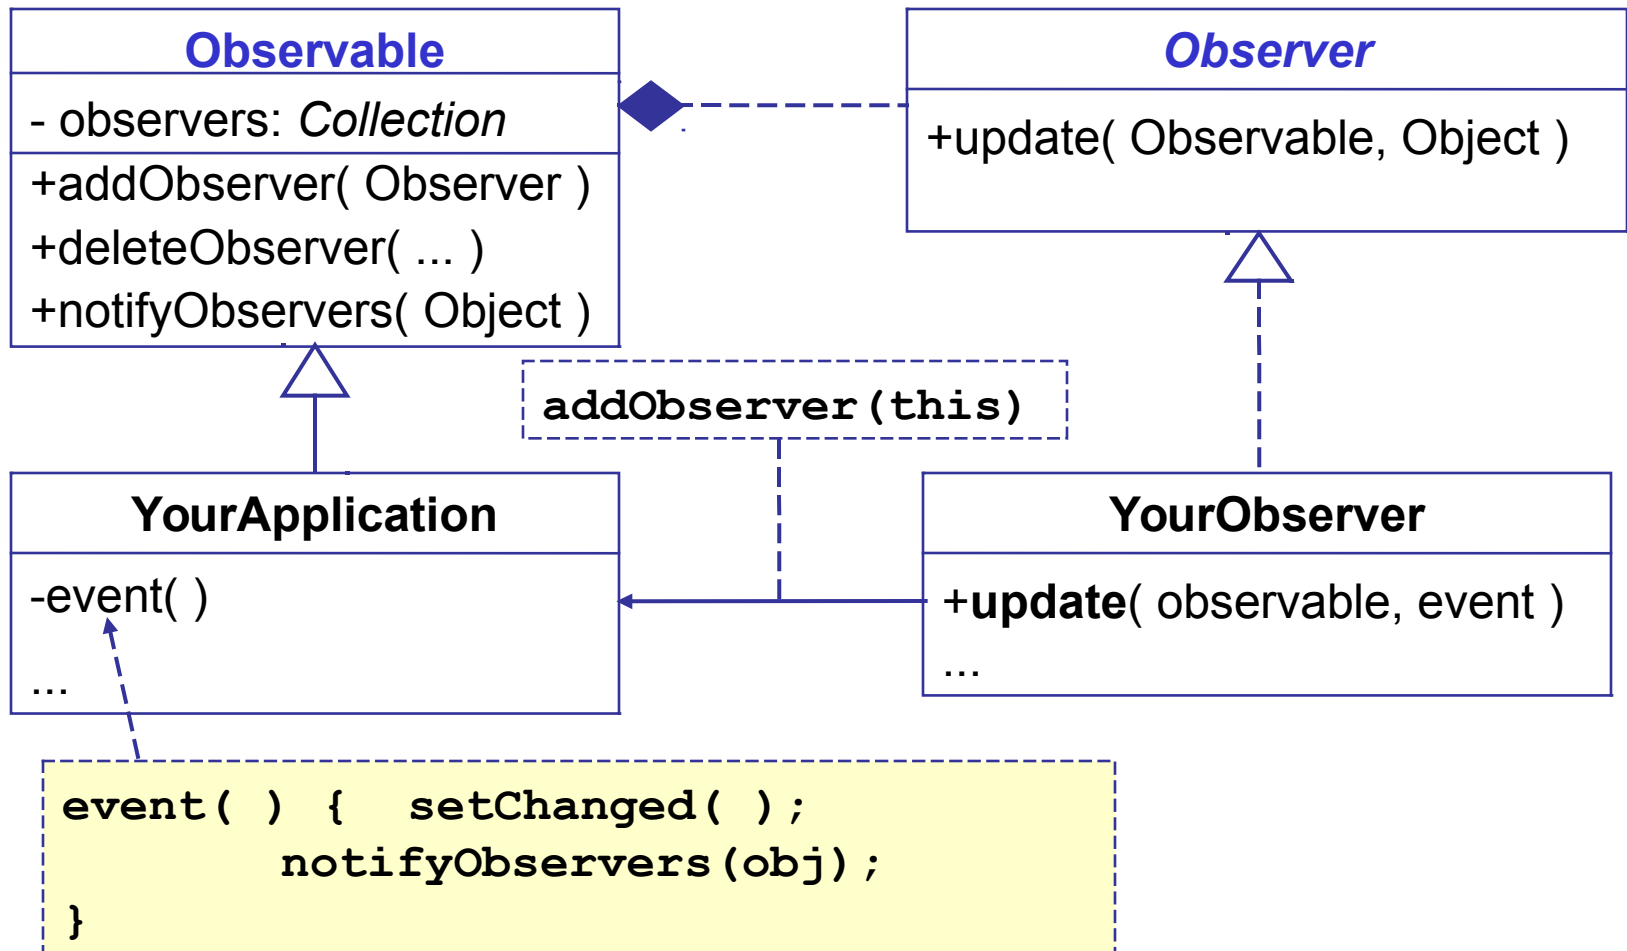 Observable
- observers: Collection
+addObserver( Observer )
+deleteObserver( ... )
+notifyObservers( Object )
Observer
+update( Observable, Object )
addObserver(this)
YourApplication
-event( )
...
YourObserver
+update( observable, event )
...
event( ) {  setChanged( );
notifyObservers(obj);
}